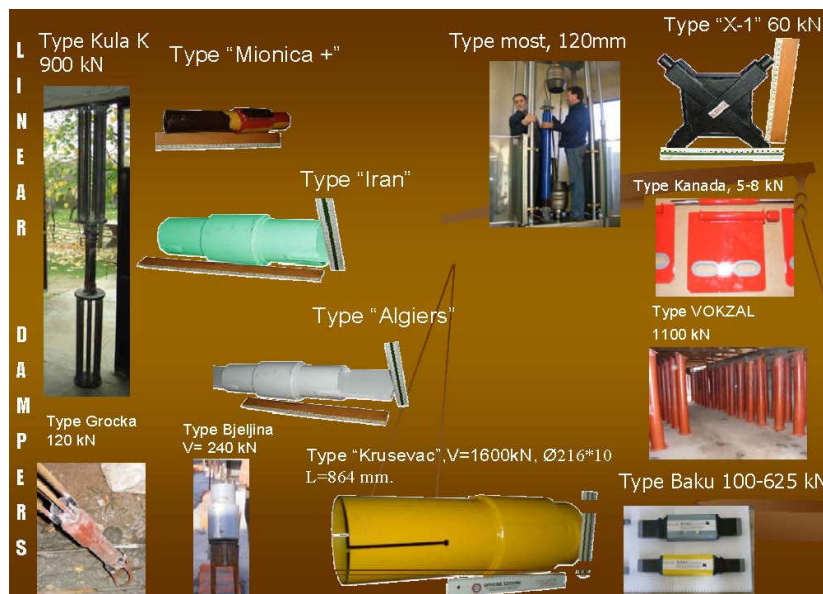 LINEAR DAMPERS
Type Kula K
900 kN
Type “Mionica +”
Type most, 120mm
Type “X-1” 60 kN
Type “Iran”
Type Kanada, 5-8 kN
Type “Algiers”
Type VOKZAL
1100 kN
Type Grocka
120 kN
Type Bjeljina
V= 240 kN
Type “Krusevac”,V=1600kN, Ø216*10
L=864 mm.
Type Baku 100-625 kN